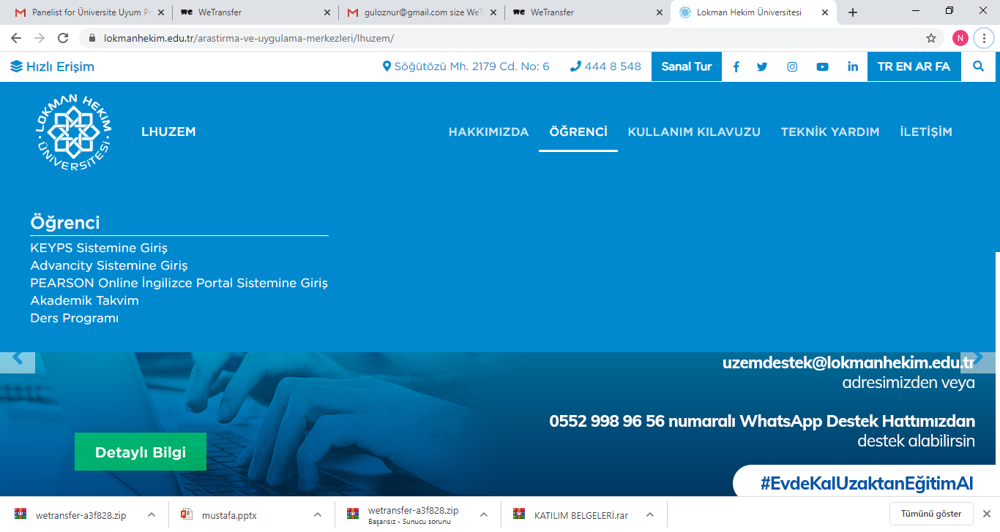 Panelist for Üniversite Uyum Pr
WeTransfer
guloznur@gmail.com size WeT
WeTransfer
Lokman Hekim Üniversitesi
lokmanhekim.edu.tr/arastirma-ve-uygulama-merkezleri/lhuzem/
N
Hızlı Erişim
Söğütözü Mh. 2179 Cd. No: 6
444 8 548
Sanal Tur
TR EN AR FA
LOKMAN HEKİM ÜNİVERSİTESİ
LHUZEM
HAKKIMIZDA
ÖĞRENCİ
KULLANIM KILAVUZU
TEKNİK YARDIM
İLETİŞİM
Öğrenci
KEYPS Sistemine Giriş
Advancity Sistemine Giriş
PEARSON Online İngilizce Portal Sistemine Giriş
Akademik Takvim
Ders Programı
uzemdestek@lokmanhekim.edu.tr
adresimizden veya
0552 998 96 56 numaralı WhatsApp Destek Hattımızdan
destek alabilirsin
Detaylı Bilgi
#EvdeKalUzaktanEğitimAl
wetransfer-a3f828.zip
mustafa.pptx
wetransfer-a3f828.zip
Başarısız - Sunucu sorunu
KATILIM BELGELERİ.rar
Tümünü göster